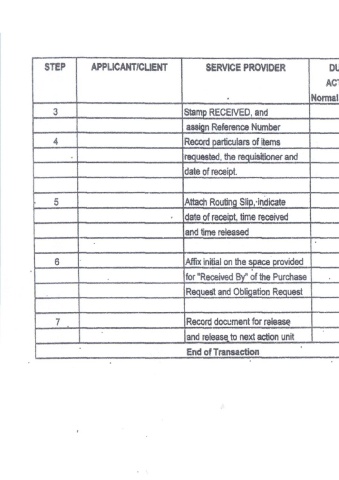 STEP APPLICANT/CLIENT SERVICE PROVIDER DU
AC
Normal
3 Stamp RECEIVED, and
assign Reference Number
4 Record particulars of items
requested, the requisitioner and
date of receipt.
5 Attach Routing Slip, indicate
date of receipt, time received
and time released
6 Affix initial on the space provided
for "Received By" of the Purchase
Request and Obligation Request
7 Record document for release
and release to next action unit
End of Transaction